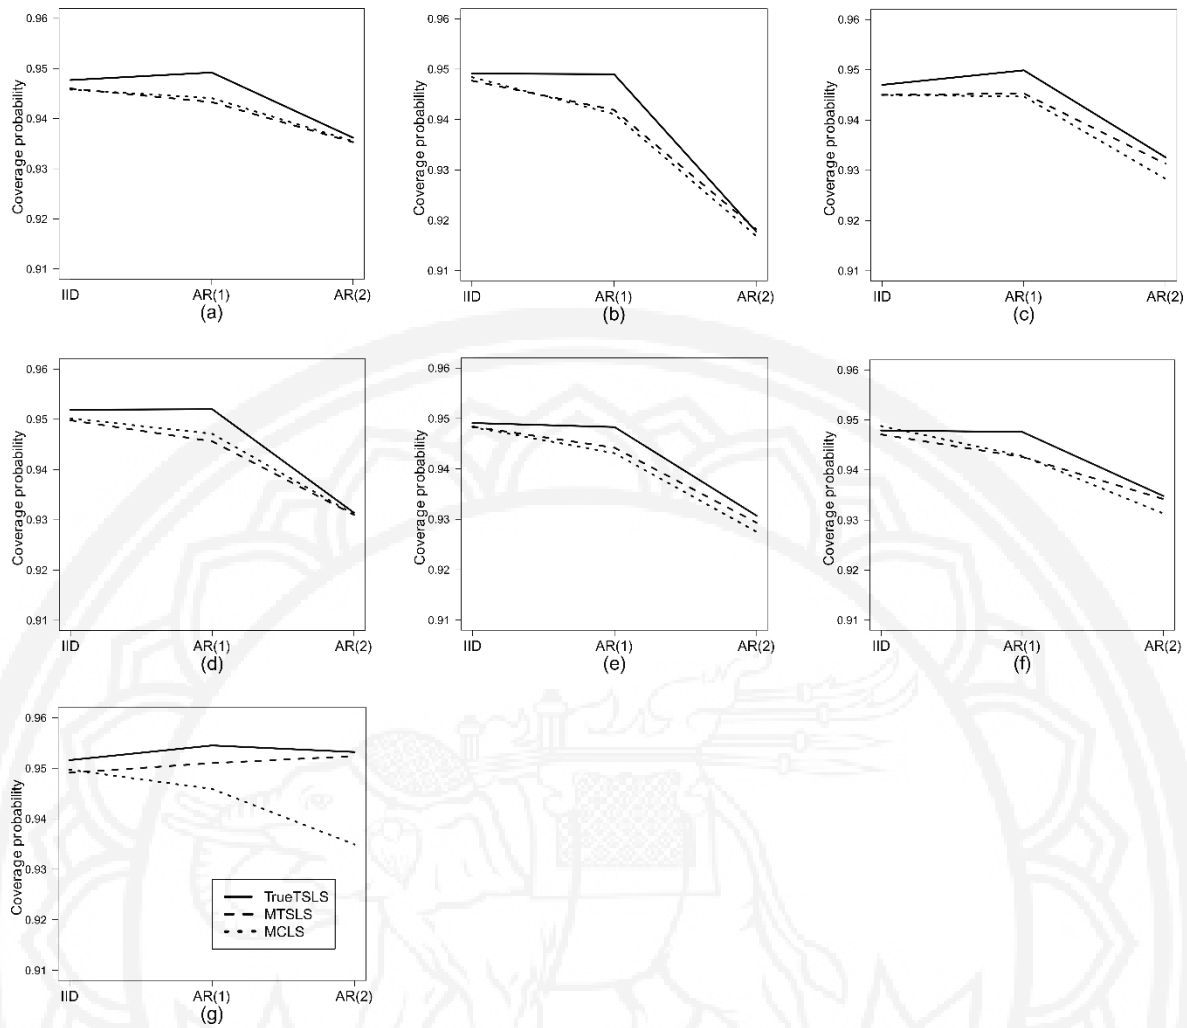 0.96
0.95
0.94
0.93
0.92
0.91
Coverage probability
IID AR(1) AR(2)
(a)
0.96
0.95
0.94
0.93
0.92
0.91
Coverage probability
IID AR(1) AR(2)
(b)
0.96
0.95
0.94
0.93
0.92
0.91
Coverage probability
IID AR(1) AR(2)
(c)
0.96
0.95
0.94
0.93
0.92
0.91
Coverage probability
IID AR(1) AR(2)
(d)
0.96
0.95
0.94
0.93
0.92
0.91
Coverage probability
IID AR(1) AR(2)
(e)
0.96
0.95
0.94
0.93
0.92
0.91
Coverage probability
IID AR(1) AR(2)
(f)
0.96
0.95
0.94
0.93
0.92
0.91
Coverage probability
TrueTSLS
MTSLS
MCLS
IID AR(1) AR(2)
(g)